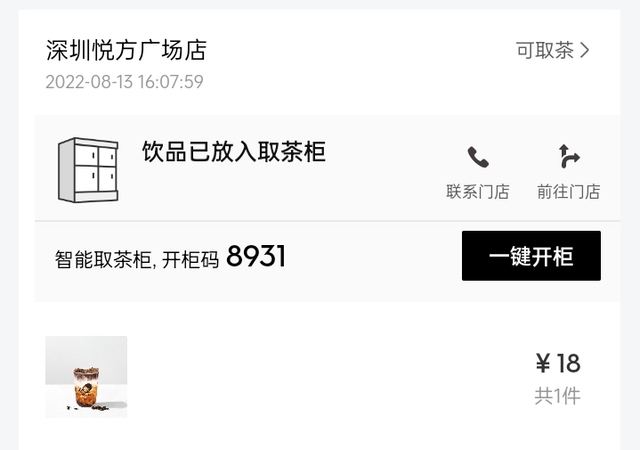 深圳悦方广场店
可取茶
2022-08-13 16:07:59
饮品已放入取茶柜
联系门店
前往门店
智能取茶柜, 开柜码 8931
一键开柜
¥ 18
共1件